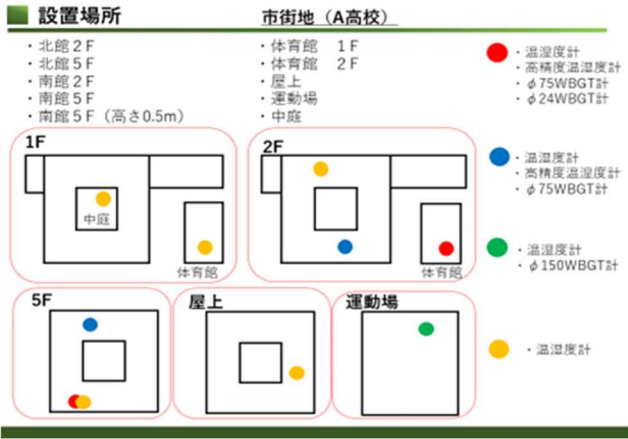 設置場所
市街地（A高校）
・北館２F
・北館５F
・南館２F
・南館５F
・南館５F（高さ0.5m）
・体育館　１F
・体育館　２F
・屋上
・運動場
・中庭
・温湿度計
・高精度温湿度計
・φ75WBGT計
・φ24WBGT計
・温湿度計
・高精度温湿度計
・φ75WBGT計
・温湿度計
・φ150WBGT計
・温湿度計
1F
中庭
体育館
2F
体育館
5F
屋上
運動場